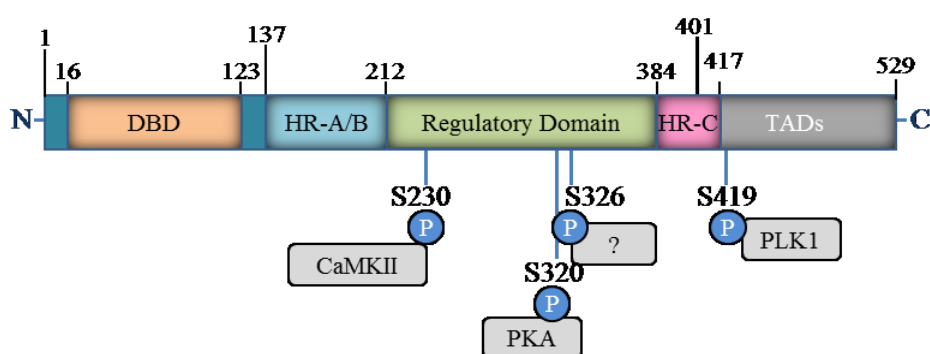 1 137 401
16 123 212 384 417 529
N DBD HR-A/B Regulatory Domain HR-C TADs C
S230 S326 S419
P P P
CaMKII ? PLK1
S320
P
PKA